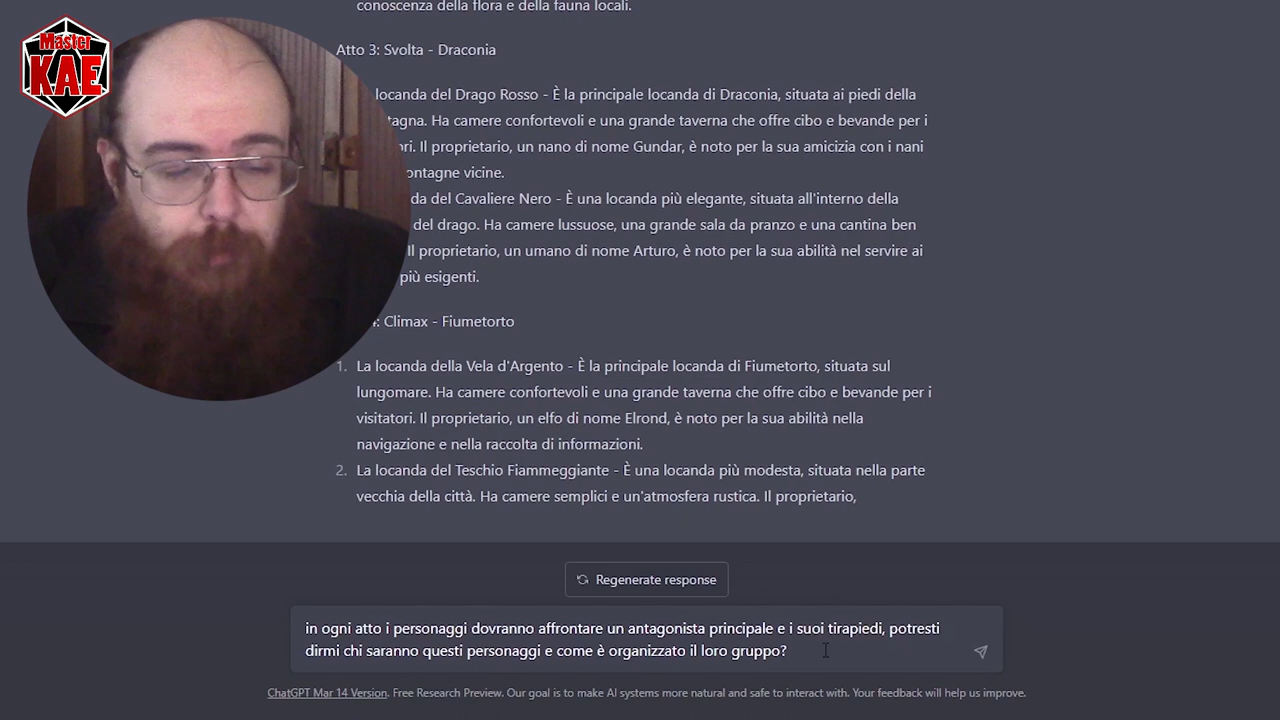 Master
KAE
conoscenza della flora e della fauna locali.
Atto 3: Svolta - Draconia
locanda del Drago Rosso - È la principale locanda di Draconia, situata ai piedi della
Ha camere confortevoli e una grande taverna che offre cibo e bevande per i
Il proprietario, un nano di nome Gundar, è noto per la sua amicizia con i nani
vicine.
del Cavaliere Nero - È una locanda più elegante, situata all'interno della
del drago. Ha camere lussuose, una grande sala da pranzo e una cantina ben
Il proprietario, un umano di nome Arturo, è noto per la sua abilità nel servire ai
più esigenti.
Climax - Fiumetorto
1. La locanda della Vela d'Argento - È la principale locanda di Fiumetorto, situata sul
lungomare. Ha camere confortevoli e una grande taverna che offre cibo e bevande per i
visitatori. Il proprietario, un elfo di nome Elrond, è noto per la sua abilità nella
navigazione e nella raccolta di informazioni.
2. La locanda del Teschio Fiammeggiante - È una locanda più modesta, situata nella parte
vecchia della città. Ha camere semplici e un'atmosfera rustica. Il proprietario,
Regenerate response
in ogni atto i personaggi dovranno affrontare un antagonista principale e i suoi tirapiedi, potresti
dirmi chi saranno questi personaggi e come è organizzato il loro gruppo?
ChatGPT Mar 14 Version. Free Research Preview. Our goal is to make AI systems more natural and safe to interact with. Your feedback will help us improve.